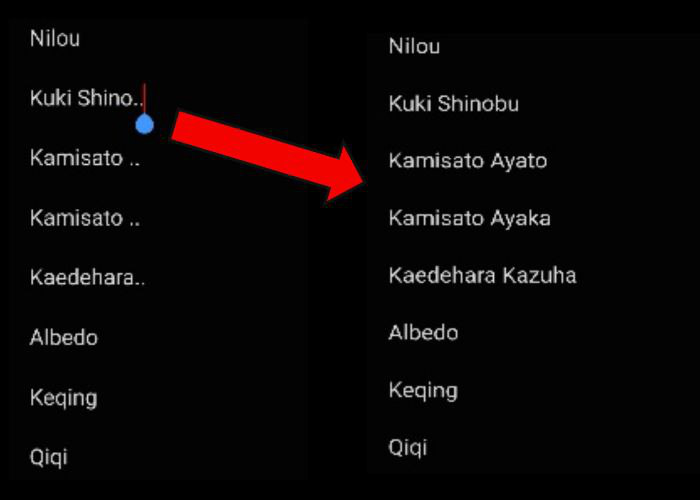 Nilou
Kuki Shino..
Kamisato ..
Kamisato ..
Kaedehara..
Albedo
Keqing
Qiqi
Nilou
Kuki Shinobu
Kamisato Ayato
Kamisato Ayaka
Kaedehara Kazuha
Albedo
Keqing
Qiqi